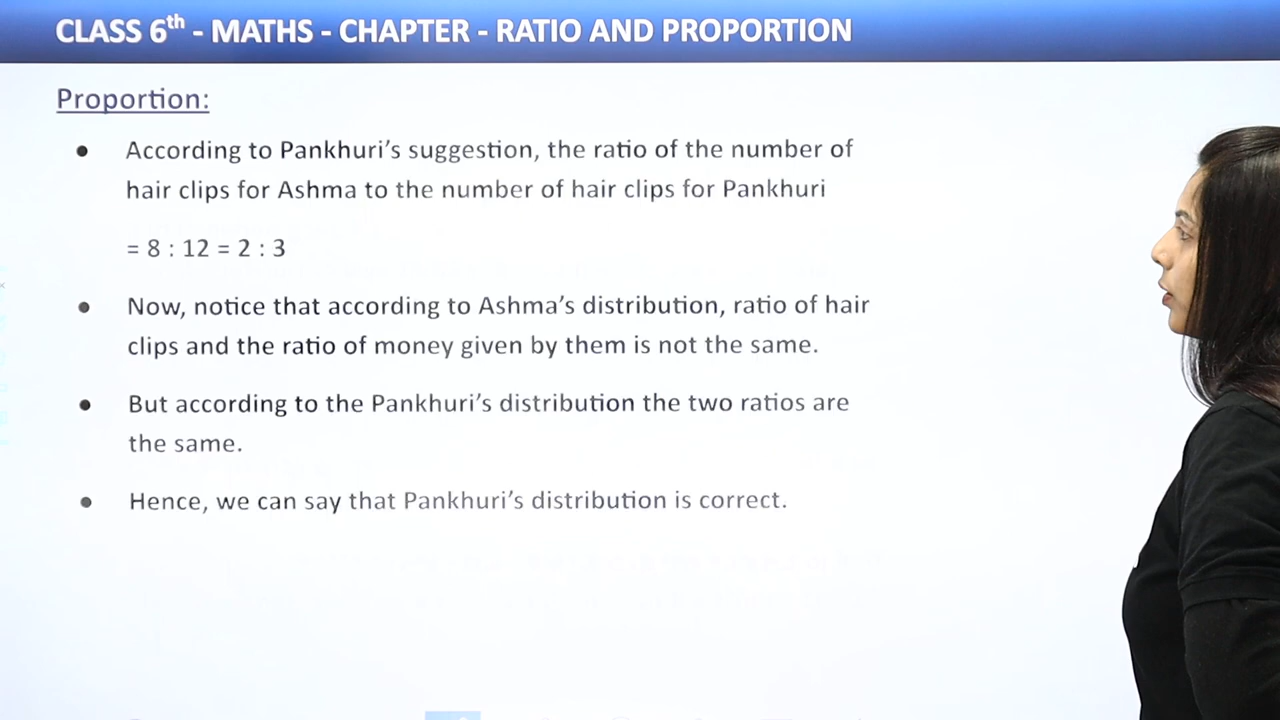 CLASS 6th - MATHS - CHAPTER - RATIO AND PROPORTION
Proportion:
• According to Pankhuri's suggestion, the ratio of the number of
hair clips for Ashma to the number of hair clips for Pankhuri
= 8 : 12 = 2 : 3
• Now, notice that according to Ashma's distribution, ratio of hair
clips and the ratio of money given by them is not the same.
• But according to the Pankhuri's distribution the two ratios are
the same.
• Hence, we can say that Pankhuri's distribution is correct.